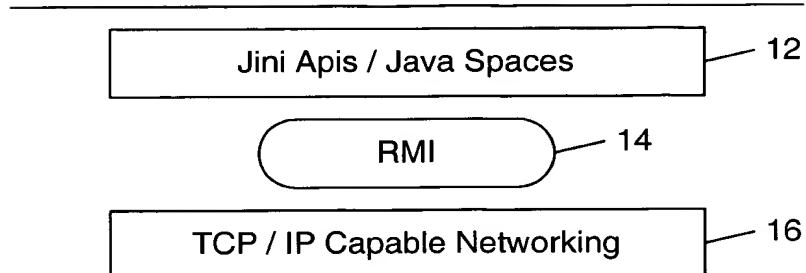 Jini Apis / Java Spaces 12
RMI 14
TCP / IP Capable Networking 16